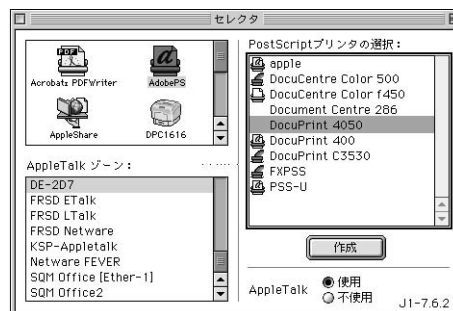 セレクタ
Acrobat: PDFWriter
AdobePS
AppleShare
DPC1616
AppleTalk ゾーン：
DE-2D7
FRSD ETalk
FRSD LTalk
FRSD Netware
KSP-Appletalk
Netware FEVER
SQM Office [Ether-1]
SQM Office2
PostScriptプリンタの選択：
apple
DocuCentre Color 500
DocuCentre Color f450
Document Centre 286
DocuPrint 4050
DocuPrint 400
DocuPrint C3530
FXPSS
PSS-U
作成
AppleTalk
使用
不使用
J1-7.6.2